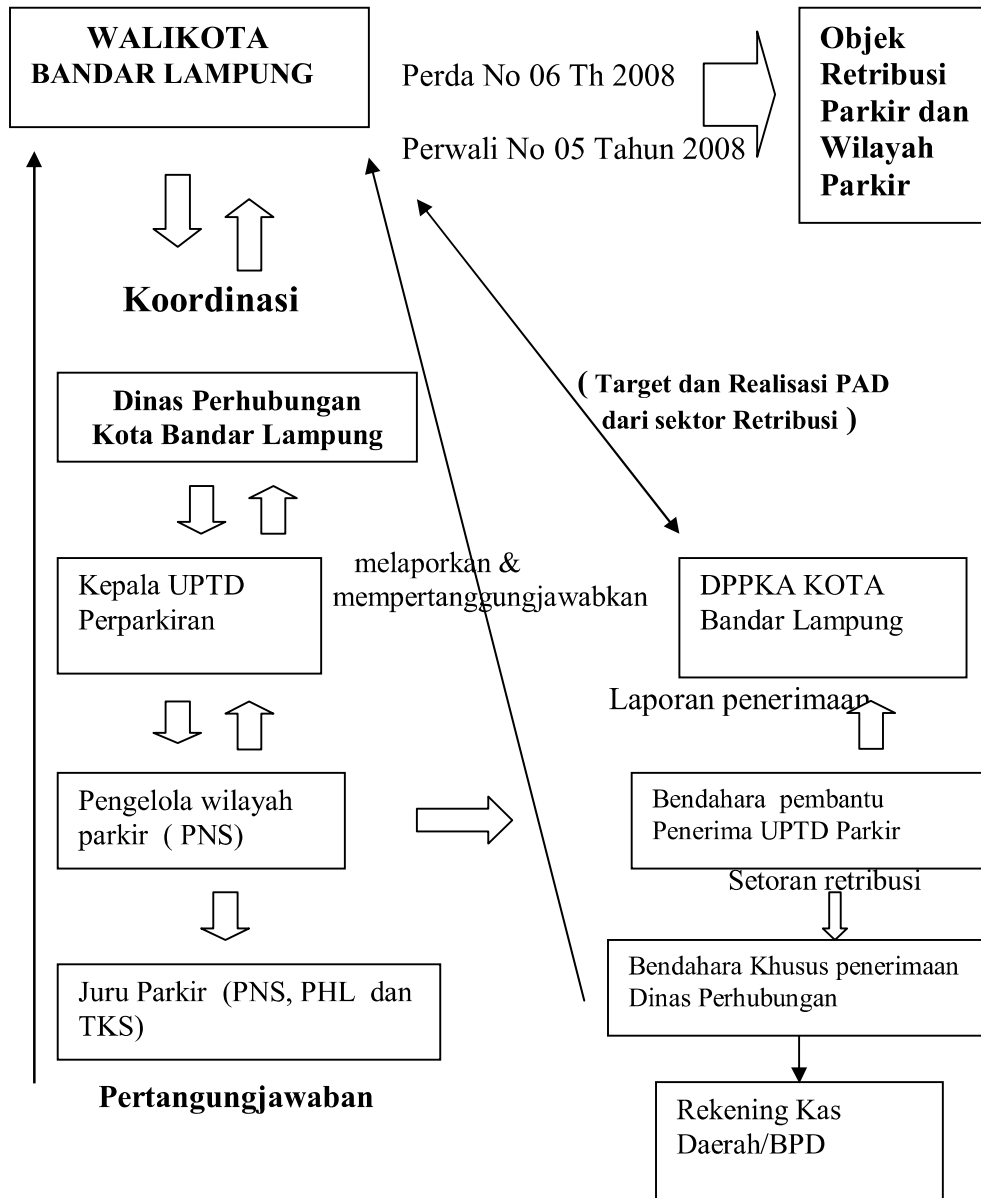 WALIKOTA
BANDAR LAMPUNG
Perda No 06 Th 2008
Perwali No 05 Tahun 2008
Objek
Retribusi
Parkir dan
Wilayah
Parkir
Koordinasi
Dinas Perhubungan
Kota Bandar Lampung
( Target dan Realisasi PAD
dari sektor Retribusi )
Kepala UPTD
Perparkiran
melaporkan &
mempertanggungjawabkan
DPPKA KOTA
Bandar Lampung
Laporan penerimaan
Pengelola wilayah
parkir ( PNS)
Bendahara pembantu
Penerima UPTD Parkir
Setoran retribusi
Juru Parkir (PNS, PHL dan
TKS)
Bendahara Khusus penerimaan
Dinas Perhubungan
Pertangungjawaban
Rekening Kas
Daerah/BPD